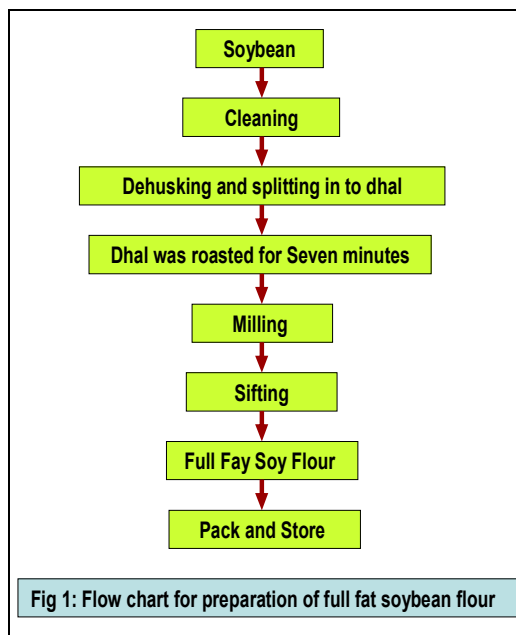 Soybean
Cleaning
Dehusking and splitting in to dhal
Dhal was roasted for Seven minutes
Milling
Sifting
Full Fay Soy Flour
Pack and Store
Fig 1: Flow chart for preparation of full fat soybean flour